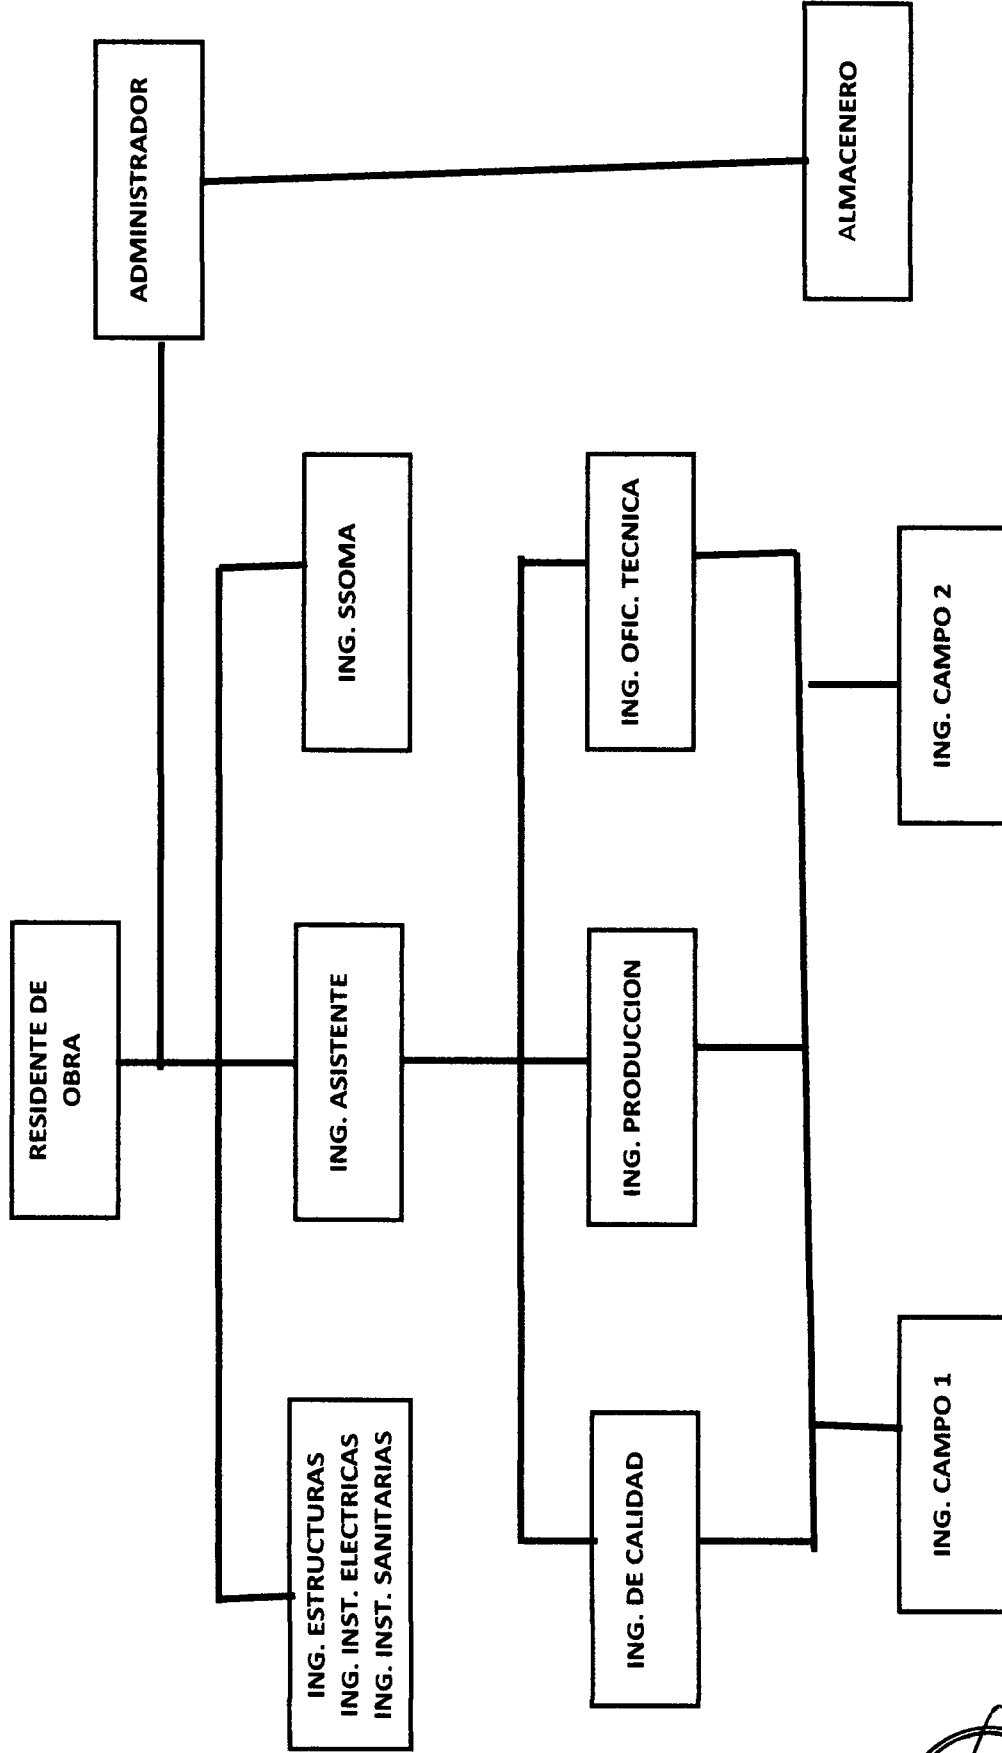 RESIDENTE DE
OBRA
ADMINISTRADOR
ING. ESTRUCTURAS
ING. INST. ELECTRICAS
ING. INST. SANITARIAS
ING. ASISTENTE
ING. SSOMA
ING. DE CALIDAD
ING. PRODUCCION
ING. OFIC. TECNICA
ALMACENERO
ING. CAMPO 1
ING. CAMPO 2